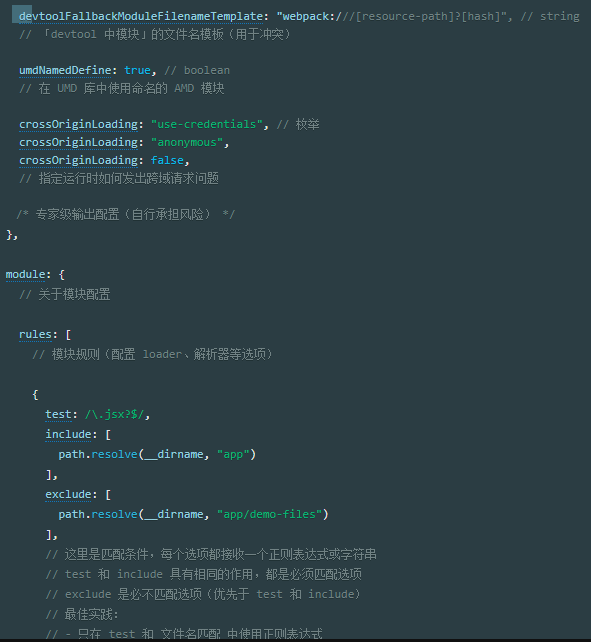 devtoolFallbackModuleFilenameTemplate: "webpack:///[resource-path]?[hash]", // string
// 「devtool 中模块」的文件名模板（用于冲突）
umdNamedDefine: true, // boolean
// 在 UMD 库中使用命名的 AMD 模块
crossOriginLoading: "use-credentials", // 枚举
crossOriginLoading: "anonymous",
crossOriginLoading: false,
// 指定运行时如何发出跨域请求问题
/* 专家级输出配置（自行承担风险） */
},
module: {
// 关于模块配置
rules: [
// 模块规则（配置 loader、解析器等选项）
{
test: /\.jsx?$/,
include: [
path.resolve(__dirname, "app")
],
exclude: [
path.resolve(__dirname, "app/demo-files")
],
// 这里是匹配条件，每个选项都接收一个正则表达式或字符串
// test 和 include 具有相同的作用，都是必须匹配选项
// exclude 是必不匹配选项（优先于 test 和 include）
// 最佳实践：
// - 只在 test 和 文件名匹配 中使用正则表达式